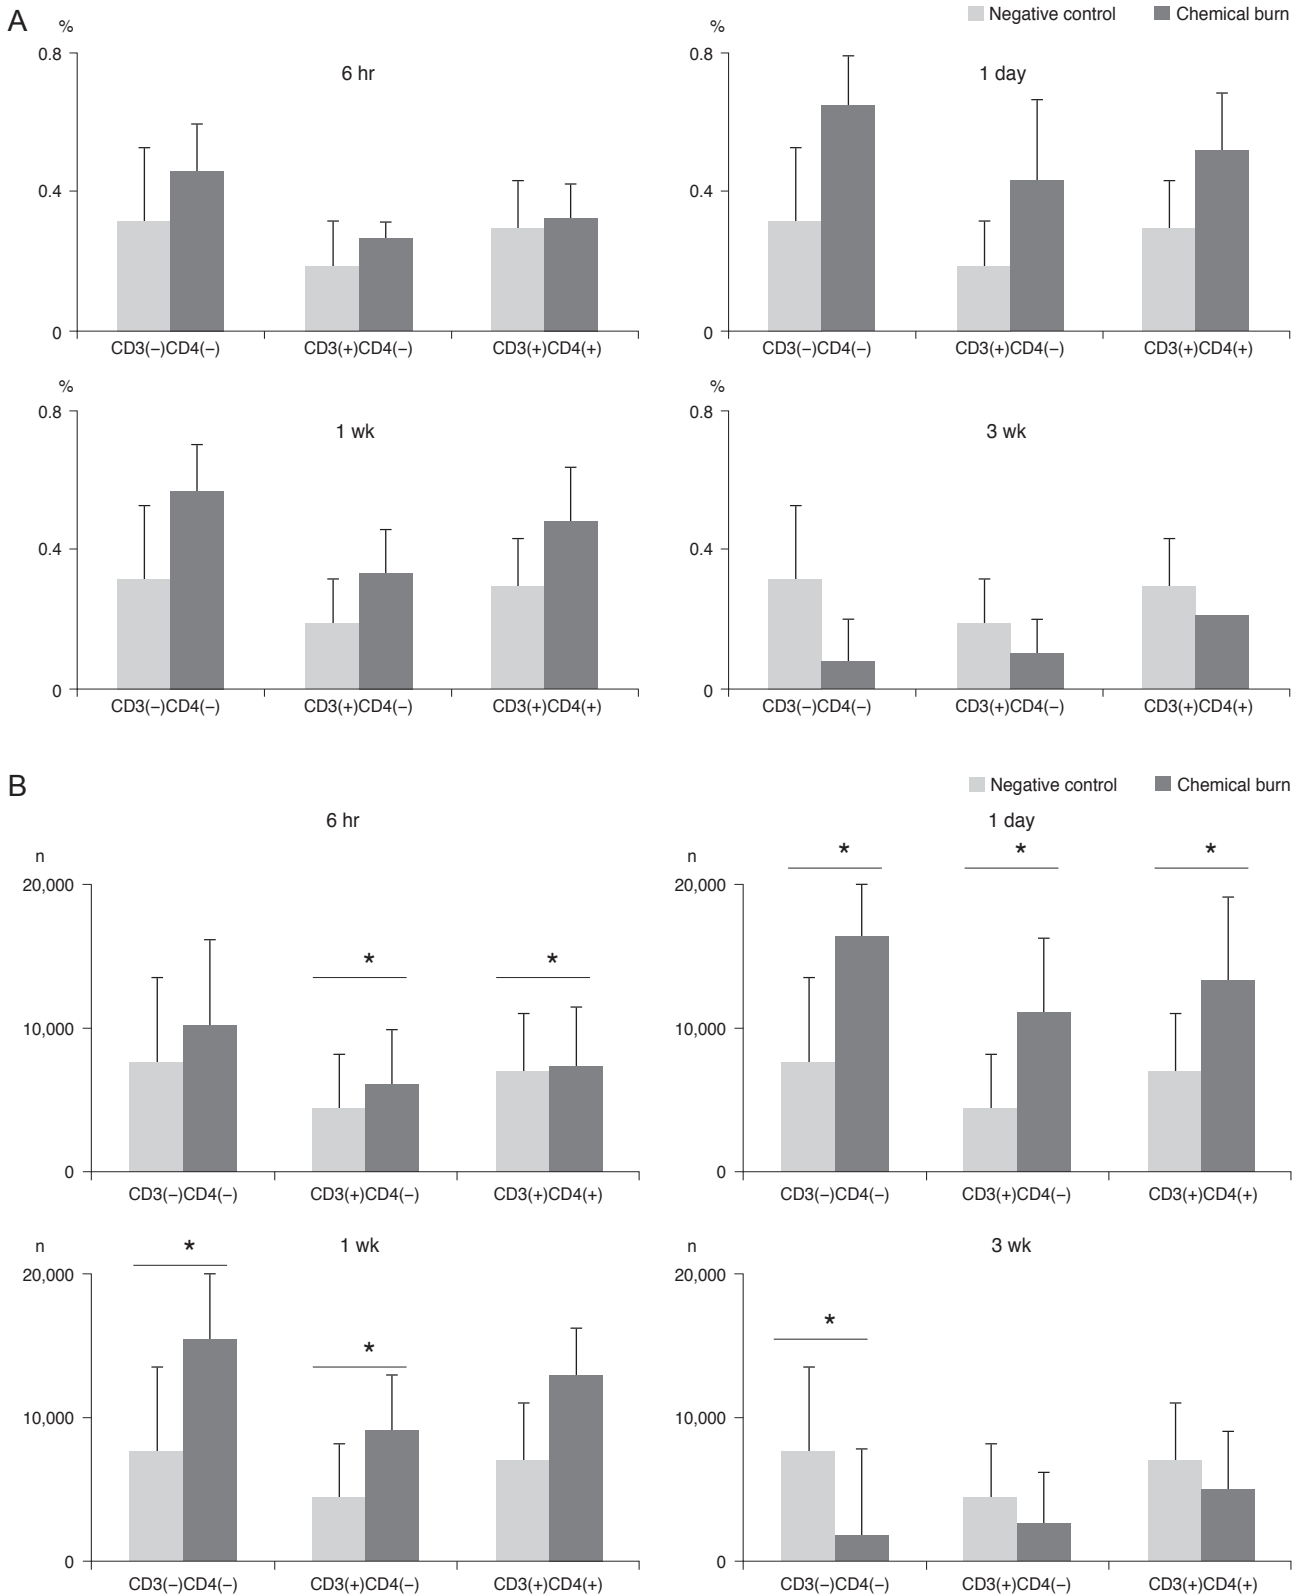 A
Negative control Chemical burn
%
6 hr
0.8
0.4
0
CD3(–)CD4(–) CD3(+)CD4(–) CD3(+)CD4(+)
%
1 day
0.8
0.4
0
CD3(–)CD4(–) CD3(+)CD4(–) CD3(+)CD4(+)
%
1 wk
0.8
0.4
0
CD3(–)CD4(–) CD3(+)CD4(–) CD3(+)CD4(+)
%
3 wk
0.8
0.4
0
CD3(–)CD4(–) CD3(+)CD4(–) CD3(+)CD4(+)
B
Negative control Chemical burn
6 hr
n
20,000
* *
10,000
0
CD3(–)CD4(–) CD3(+)CD4(–) CD3(+)CD4(+)
1 day
n
* * *
20,000
10,000
0
CD3(–)CD4(–) CD3(+)CD4(–) CD3(+)CD4(+)
n
1 wk
*
20,000
*
10,000
0
CD3(–)CD4(–) CD3(+)CD4(–) CD3(+)CD4(+)
n
3 wk
20,000
*
10,000
0
CD3(–)CD4(–) CD3(+)CD4(–) CD3(+)CD4(+)